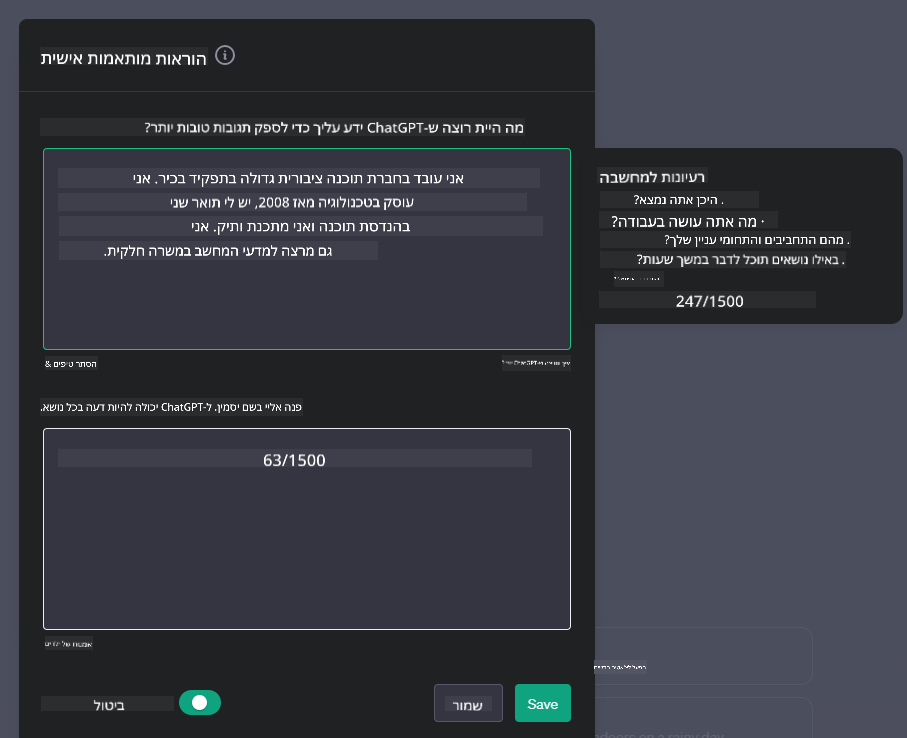 הוראות מותאמות אישית
מה היית רוצה ש-ChatGPT ידע עליך כדי לספק תגובות טובות יותר?
אני עובד בחברת תוכנה ציבורית גדולה בתפקיד בכיר. אני
עוסק בטכנולוגיה מאז 2008, יש לי תואר שני
בהנדסת תוכנה ואני מתכנת ותיק. אני
גם מרצה למדעי המחשב במשרה חלקית.
הסתר טיפים &
רעיונות למחשבה
. היכן אתה נמצא?
· מה אתה עושה בעבודה?
. מהם התחביבים והתחומי עניין שלך?
. באילו נושאים תוכל לדבר במשך שעות?
247/1500
פנה אליי בשם יסמין. ל-ChatGPT יכולה להיות דעה בכל נושא.
63/1500
ביטול
שמור
Save
ndoors on a rainy day